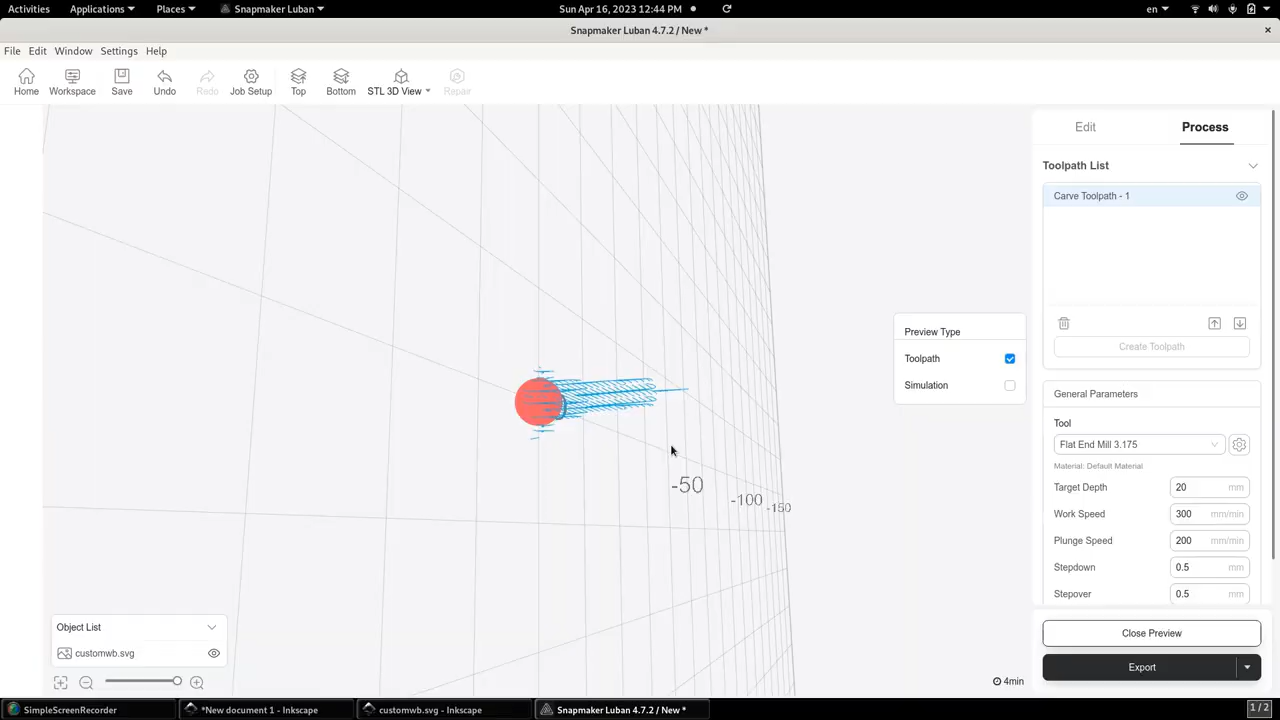 Activities Applications Places Snapmaker Luban Sun Apr 16, 2023 12:44 PM en
Snapmaker Luban 4.7.2 / New *
File Edit Window Settings Help
Home Workspace Save Undo Redo Job Setup Top Bottom STL 3D View Repair
Edit Process
Toolpath List
Carve Toolpath - 1
Create Toolpath
Preview Type
Toolpath
Simulation
General Parameters
Tool
Flat End Mill 3.175
Material: Default Material
Target Depth 20 mm
Work Speed 300 mm/min
Plunge Speed 200 mm/min
Stepdown 0.5 mm
Stepover 0.5 mm
-50
-100
-150
Object List
customwb.svg
4min
Close Preview
Export
SimpleScreenRecorder *New document 1 - Inkscape customwb.svg - Inkscape Snapmaker Luban 4.7.2 / New * 1 / 2